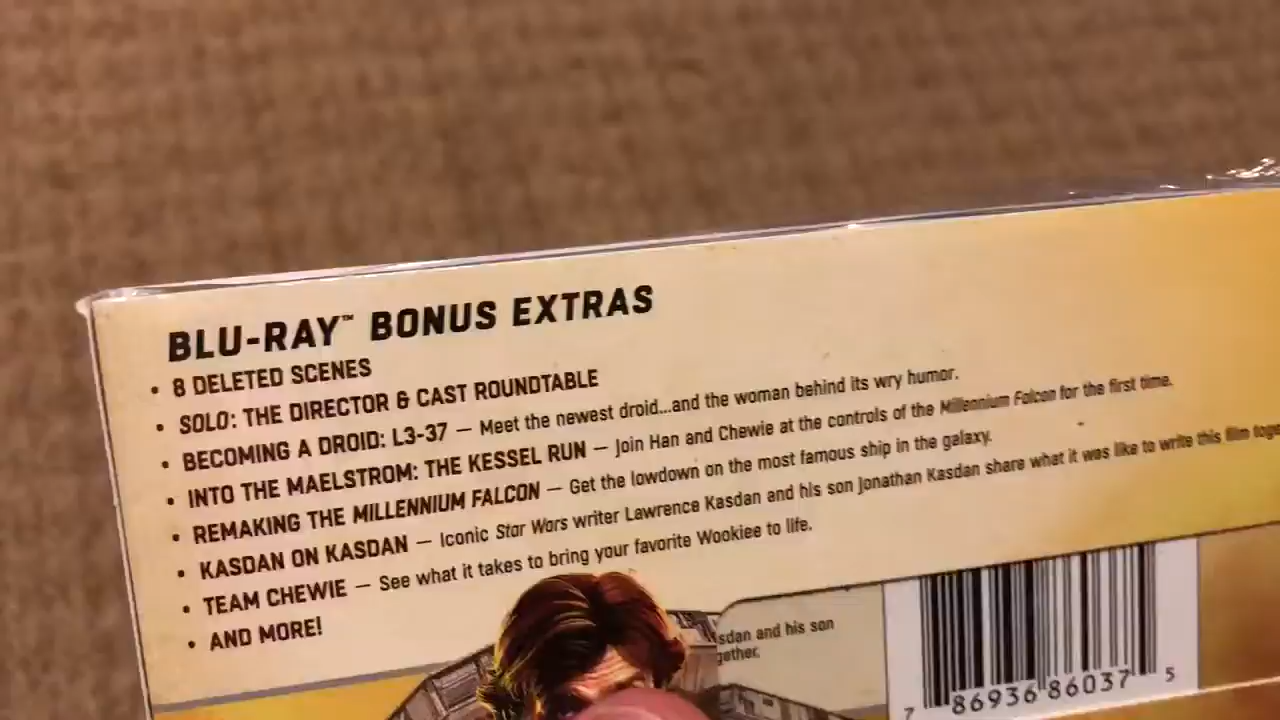 BLU-RAY™ BONUS EXTRAS
• 8 DELETED SCENES
• SOLO: THE DIRECTOR & CAST ROUNDTABLE
• BECOMING A DROID: L3-37 — Meet the newest droid...and the woman behind its wry humor.
• INTO THE MAELSTROM: THE KESSEL RUN — Join Han and Chewie at the controls of the Millennium Falcon for the first time.
• REMAKING THE MILLENNIUM FALCON — Get the lowdown on the most famous ship in the galaxy.
• KASDAN ON KASDAN — Iconic Star Wars writer Lawrence Kasdan and his son Jonathan Kasdan share what it was like to write this film toge
• TEAM CHEWIE — See what it takes to bring your favorite Wookiee to life.
• AND MORE!
sdan and his son
gether.
7 86936 86037 5